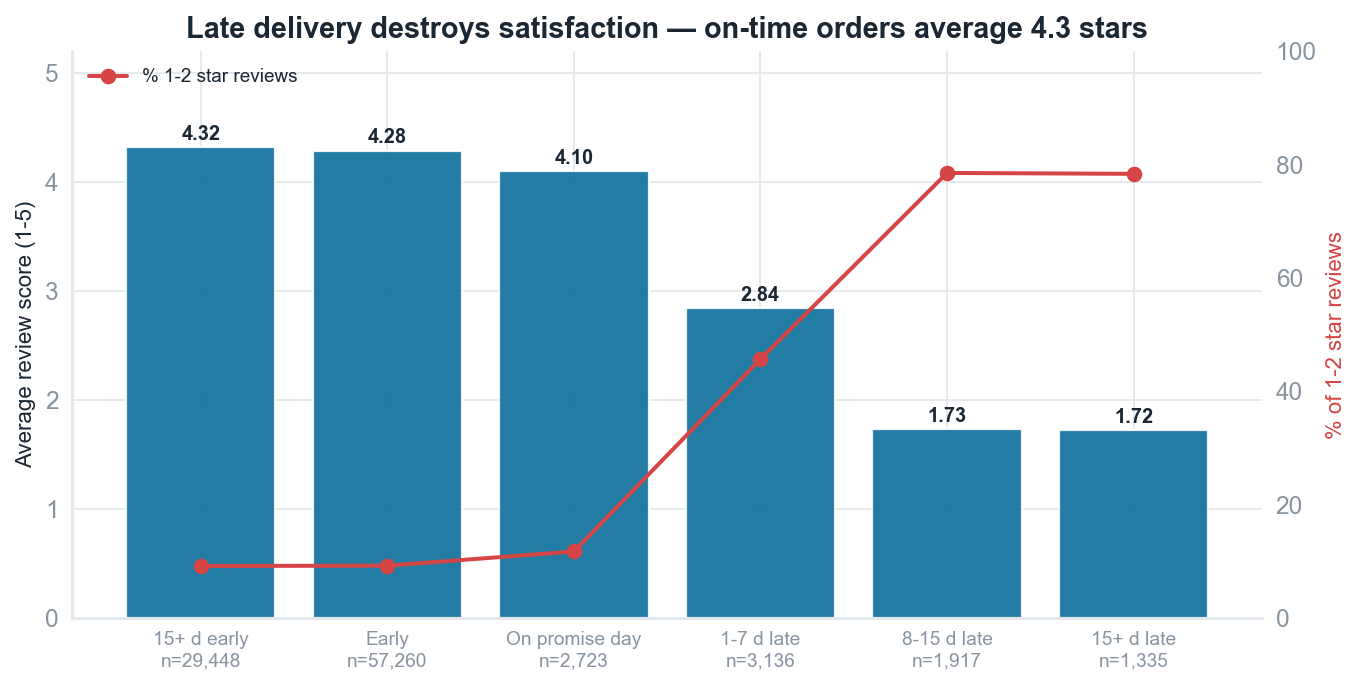 Late delivery destroys satisfaction — on-time orders average 4.3 stars
% 1-2 star reviews
Average review score (1-5)
5
4
3
2
1
0
4.32
4.28
4.10
2.84
1.73
1.72
100
80
60
40
20
0
% of 1-2 star reviews
15+ d early
n=29,448
Early
n=57,260
On promise day
n=2,723
1-7 d late
n=3,136
8-15 d late
n=1,917
15+ d late
n=1,335